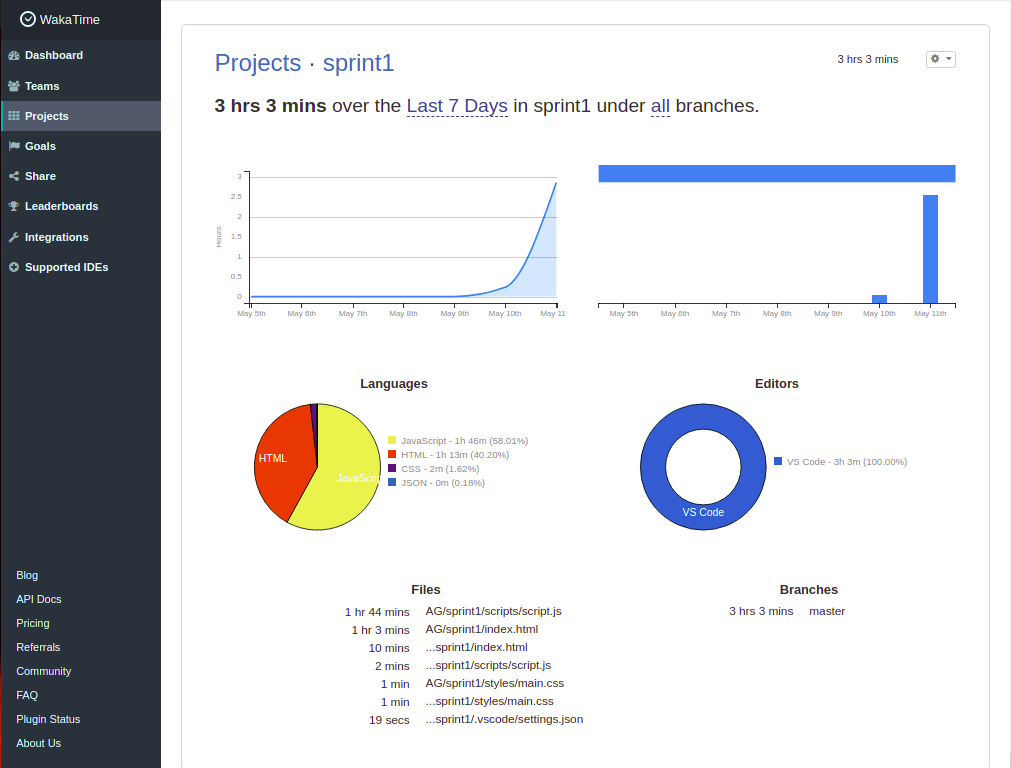 WakaTime
Dashboard
Teams
Projects
Goals
Share
Leaderboards
Integrations
Supported IDEs
Blog
API Docs
Pricing
Referrals
Community
FAQ
Plugin Status
About Us
Projects · sprint1
3 hrs 3 mins
3 hrs 3 mins over the Last 7 Days in sprint1 under all branches.
Hours
3
2.5
2
1.5
1
0.5
0
May 5th May 6th May 7th May 8th May 9th May 10th May 11
May 5th May 6th May 7th May 8th May 9th May 10th May 11th
Languages
HTML
JavaScri
JavaScript - 1h 46m (58.01%)
HTML - 1h 13m (40.20%)
CSS - 2m (1.62%)
JSON - 0m (0.18%)
Editors
VS Code
VS Code - 3h 3m (100.00%)
Files
1 hr 44 mins AG/sprint1/scripts/script.js
1 hr 3 mins AG/sprint1/index.html
10 mins ...sprint1/index.html
2 mins ...sprint1/scripts/script.js
1 min AG/sprint1/styles/main.css
1 min ...sprint1/styles/main.css
19 secs ...sprint1/.vscode/settings.json
Branches
3 hrs 3 mins master